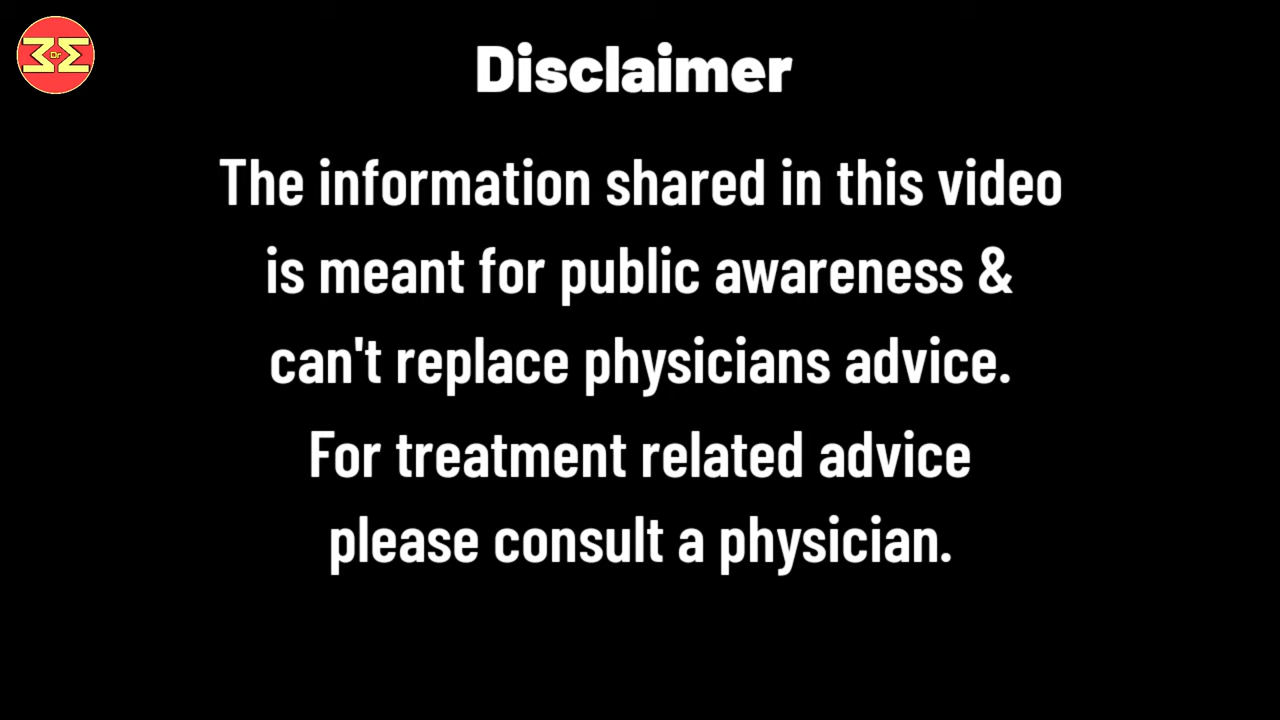 Dr
Disclaimer
The information shared in this video
is meant for public awareness &
can't replace physicians advice.
For treatment related advice
please consult a physician.